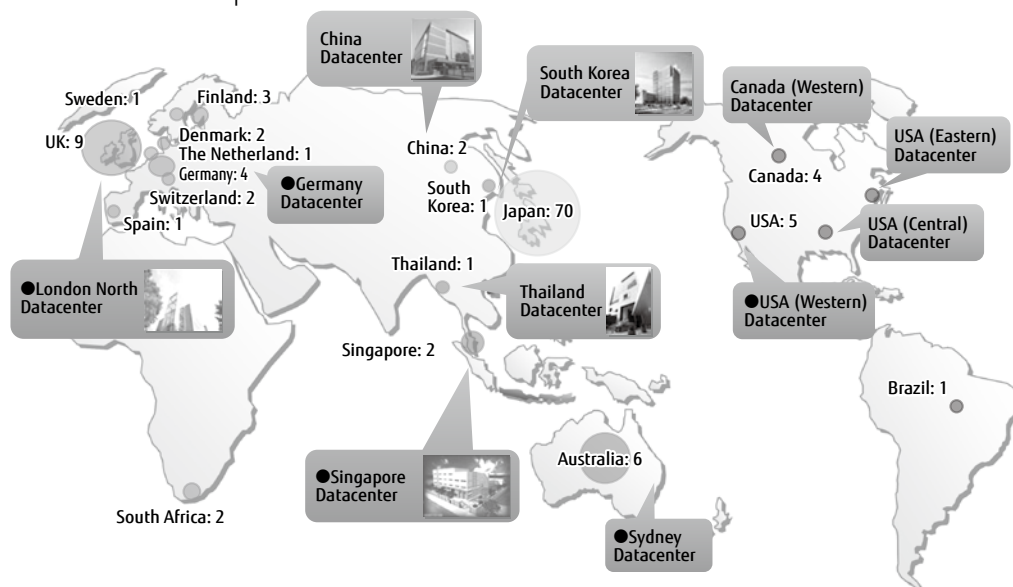 China
Datacenter
South Korea
Datacenter
Canada (Western)
Datacenter
USA (Eastern)
Datacenter
Sweden: 1
Finland: 3
UK: 9
Denmark: 2
The Netherland: 1
Germany: 4
Switzerland: 2
Spain: 1
●Germany
Datacenter
China: 2
South
Korea: 1
Japan: 70
Canada: 4
USA: 5
USA (Central)
Datacenter
●London North
Datacenter
Thailand: 1
Thailand
Datacenter
●USA (Western)
Datacenter
Singapore: 2
Brazil: 1
●Singapore
Datacenter
Australia: 6
South Africa: 2
●Sydney
Datacenter